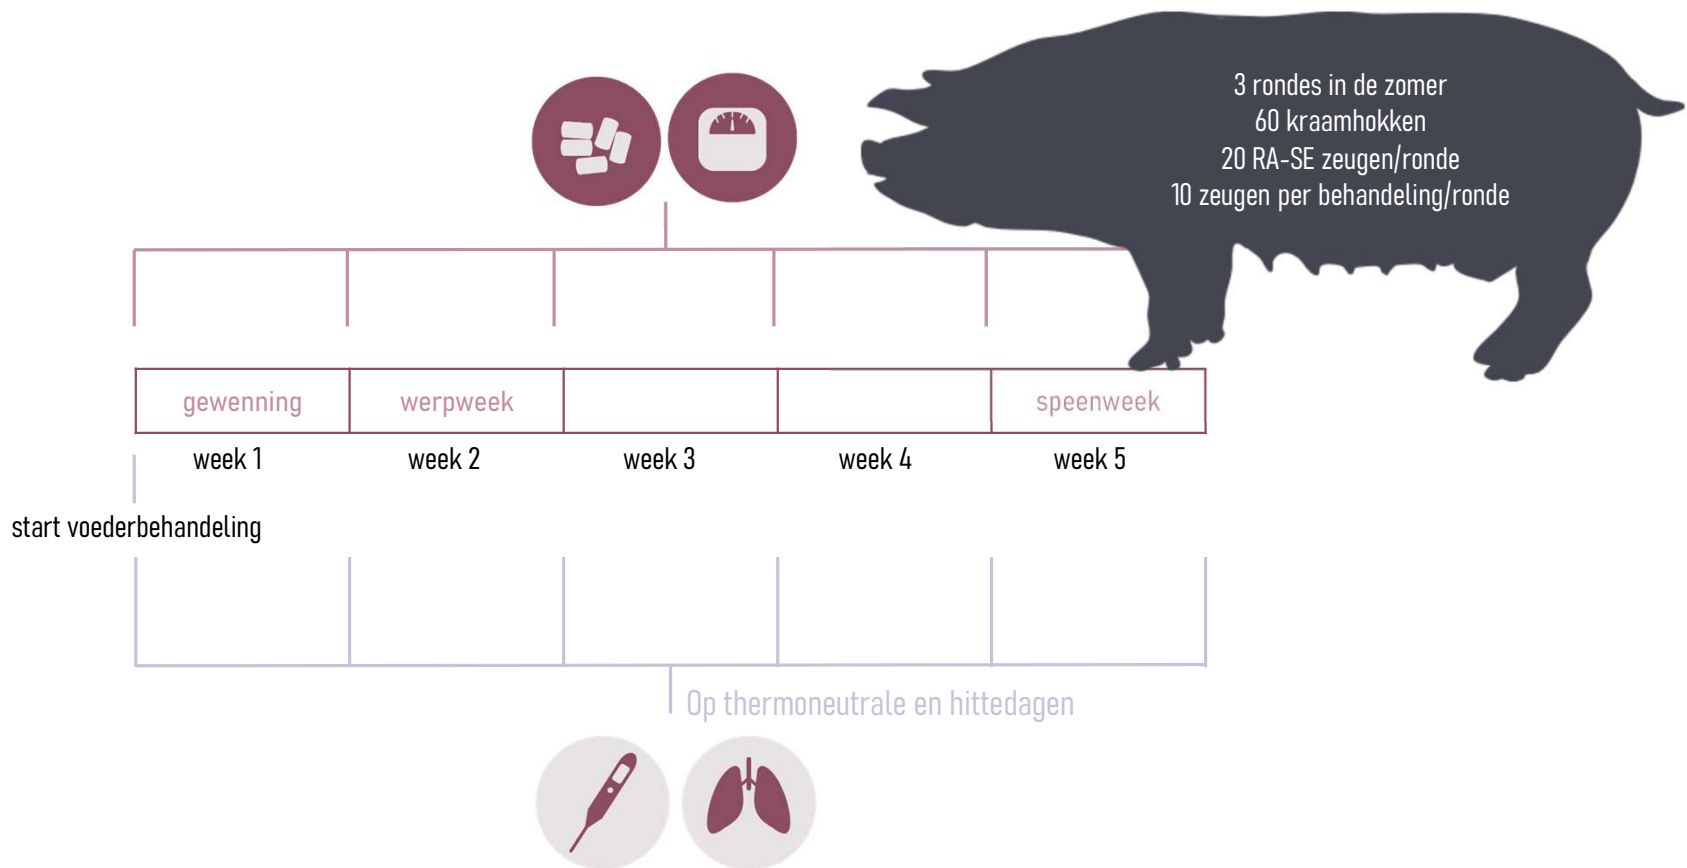 3 rondes in de zomer
60 kraamhokken
20 RA-SE zeugen/ronde
10 zeugen per behandeling/ronde
gewenning
werpweek
speenweek
week 1
week 2
week 3
week 4
week 5
start voederbehandeling
Op thermoneutrale en hittedagen